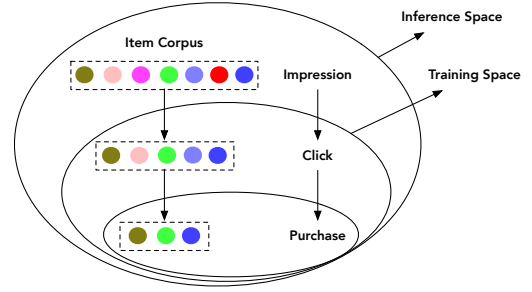 Inference Space
Item Corpus
Impression
Training Space
Click
Purchase